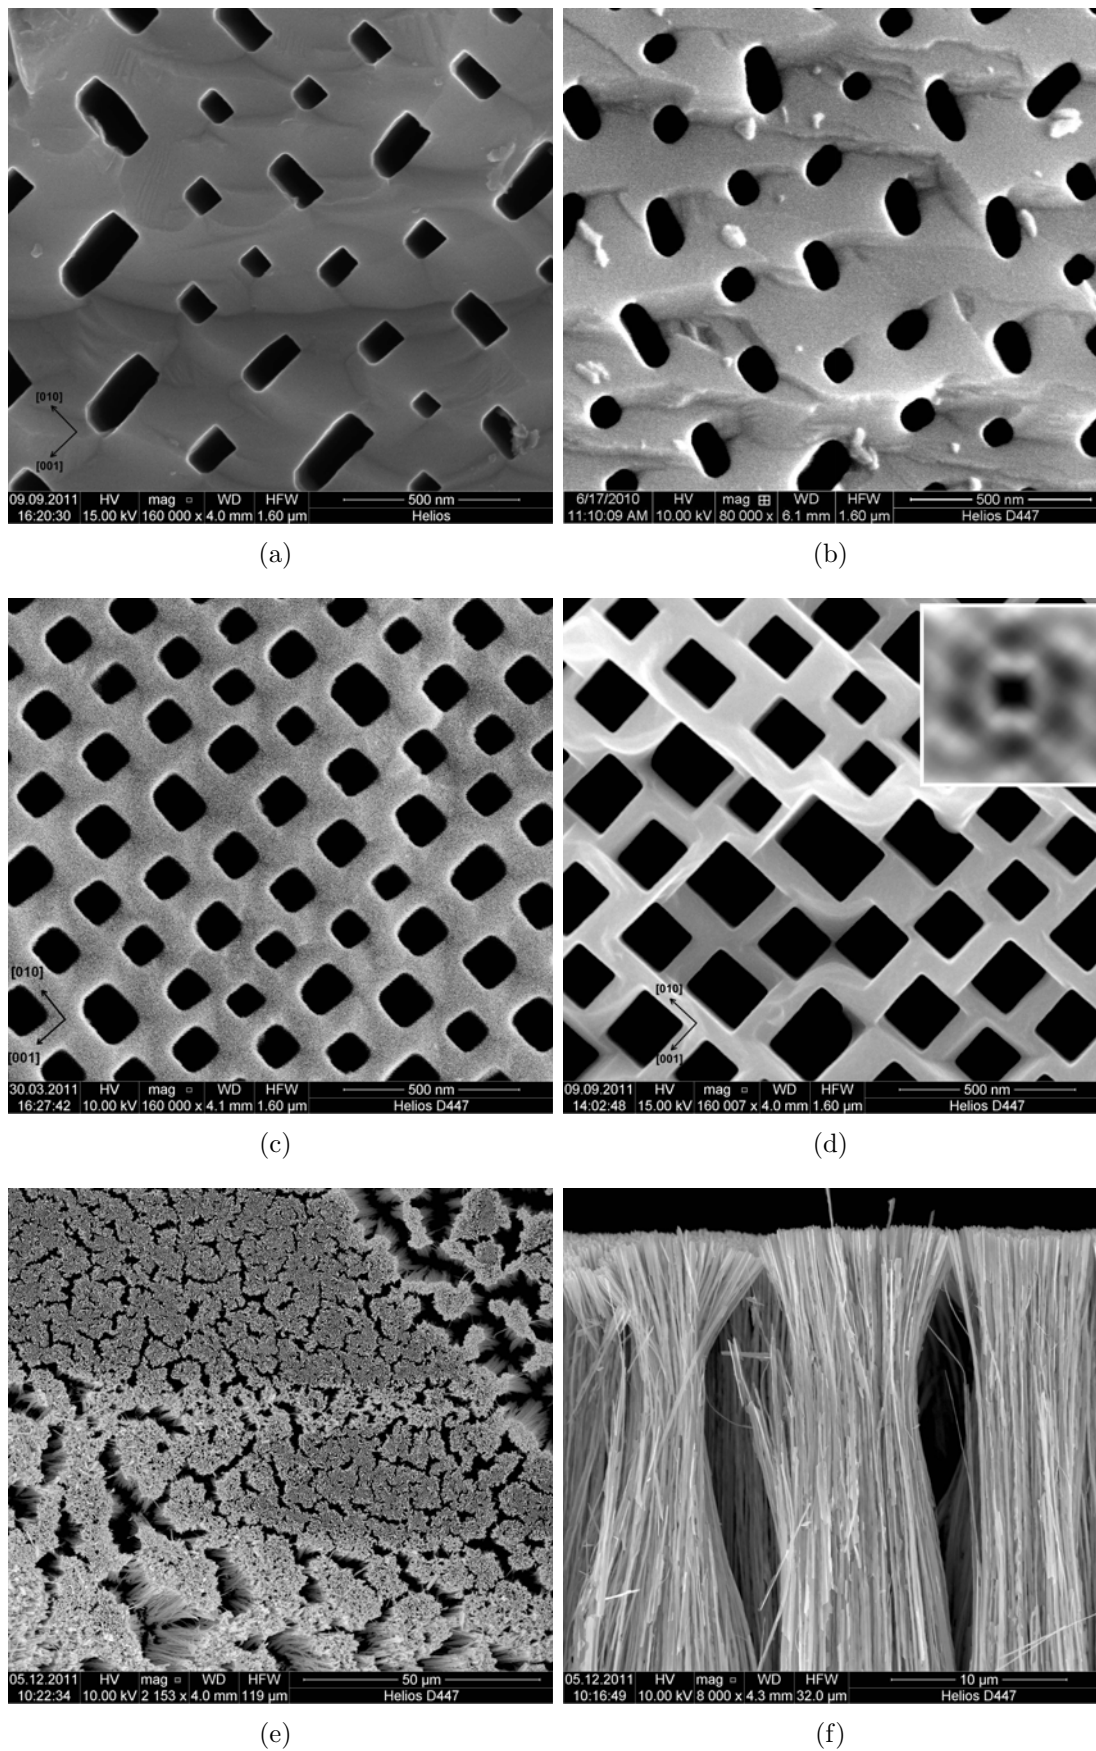 [010]
[001]
09.09.2011 HV mag WD HFW 500 nm
16:20:30 15.00 kV 160 000 x 4.0 mm 1.60 µm Helios
6/17/2010 HV mag WD HFW 500 nm
11:10:09 AM 10.00 kV 80 000 x 6.1 mm 1.60 µm Helios D447
(a)
(b)
[010]
[001]
30.03.2011 HV mag WD HFW 500 nm
16:27:42 10.00 kV 160 000 x 4.1 mm 1.60 µm Helios D447
[010]
[001]
09.09.2011 HV mag WD HFW 500 nm
14:02:48 15.00 kV 160 007 x 4.0 mm 1.60 µm Helios D447
(c)
(d)
05.12.2011 HV mag WD HFW 50 µm
10:22:34 10.00 kV 2 153 x 4.0 mm 119 µm Helios D447
05.12.2011 HV mag WD HFW 10 µm
10:16:49 10.00 kV 8 000 x 4.3 mm 32.0 µm Helios D447
(e)
(f)